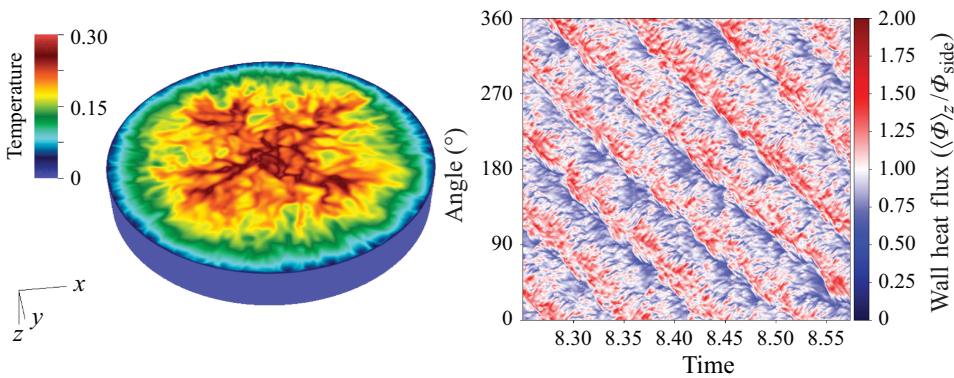 Temperature
0.30
0.15
0
x
y
z
Angle (°)
360
270
180
90
0
8.30 8.35 8.40 8.45 8.50 8.55
Time
2.00
1.75
1.50
1.25
1.00
0.75
0.50
0.25
0
Wall heat flux (⟨Φ⟩z/Φside)